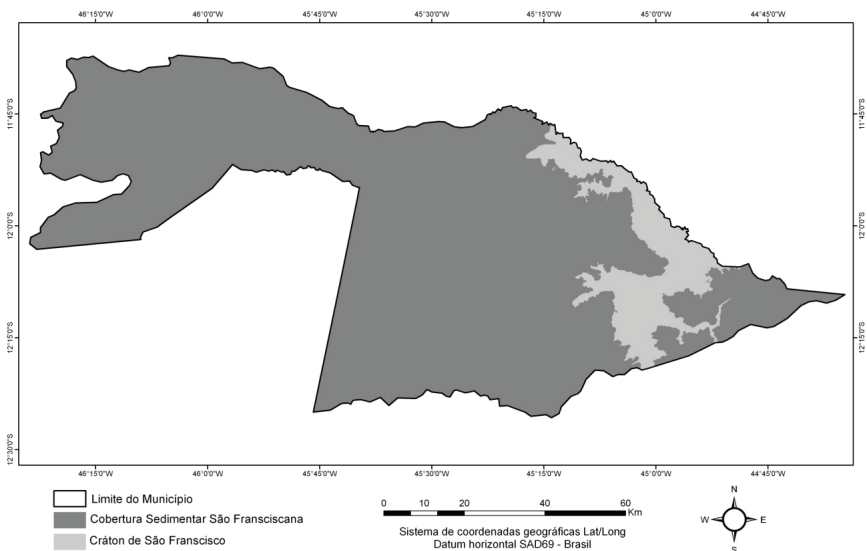 46°15'0"W 46°0'0"W 45°45'0"W 45°30'0"W 45°15'0"W 45°0'0"W 44°45'0"W
11°45'0"S 11°45'0"S
12°0'0"S 12°0'0"S
12°15'0"S 12°15'0"S
12°30'0"S 12°30'0"S
46°15'0"W 46°0'0"W 45°45'0"W 45°30'0"W 45°15'0"W 45°0'0"W 44°45'0"W
Limite do Município
Cobertura Sedimentar São Fransciscana
Cráton de São Francisco
0 10 20 40 60
Km
Sistema de coordenadas geográficas Lat/Long
Datum horizontal SAD69 - Brasil
N
W E
S